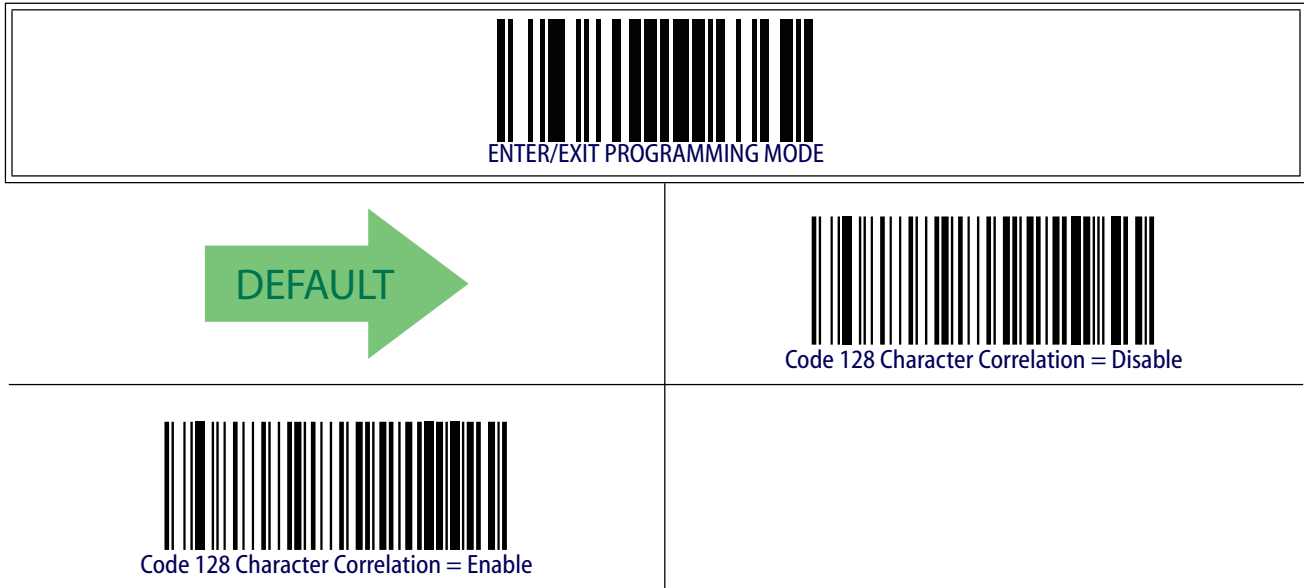 ENTER/EXIT PROGRAMMING MODE
DEFAULT
Code 128 Character Correlation = Disable
Code 128 Character Correlation = Enable